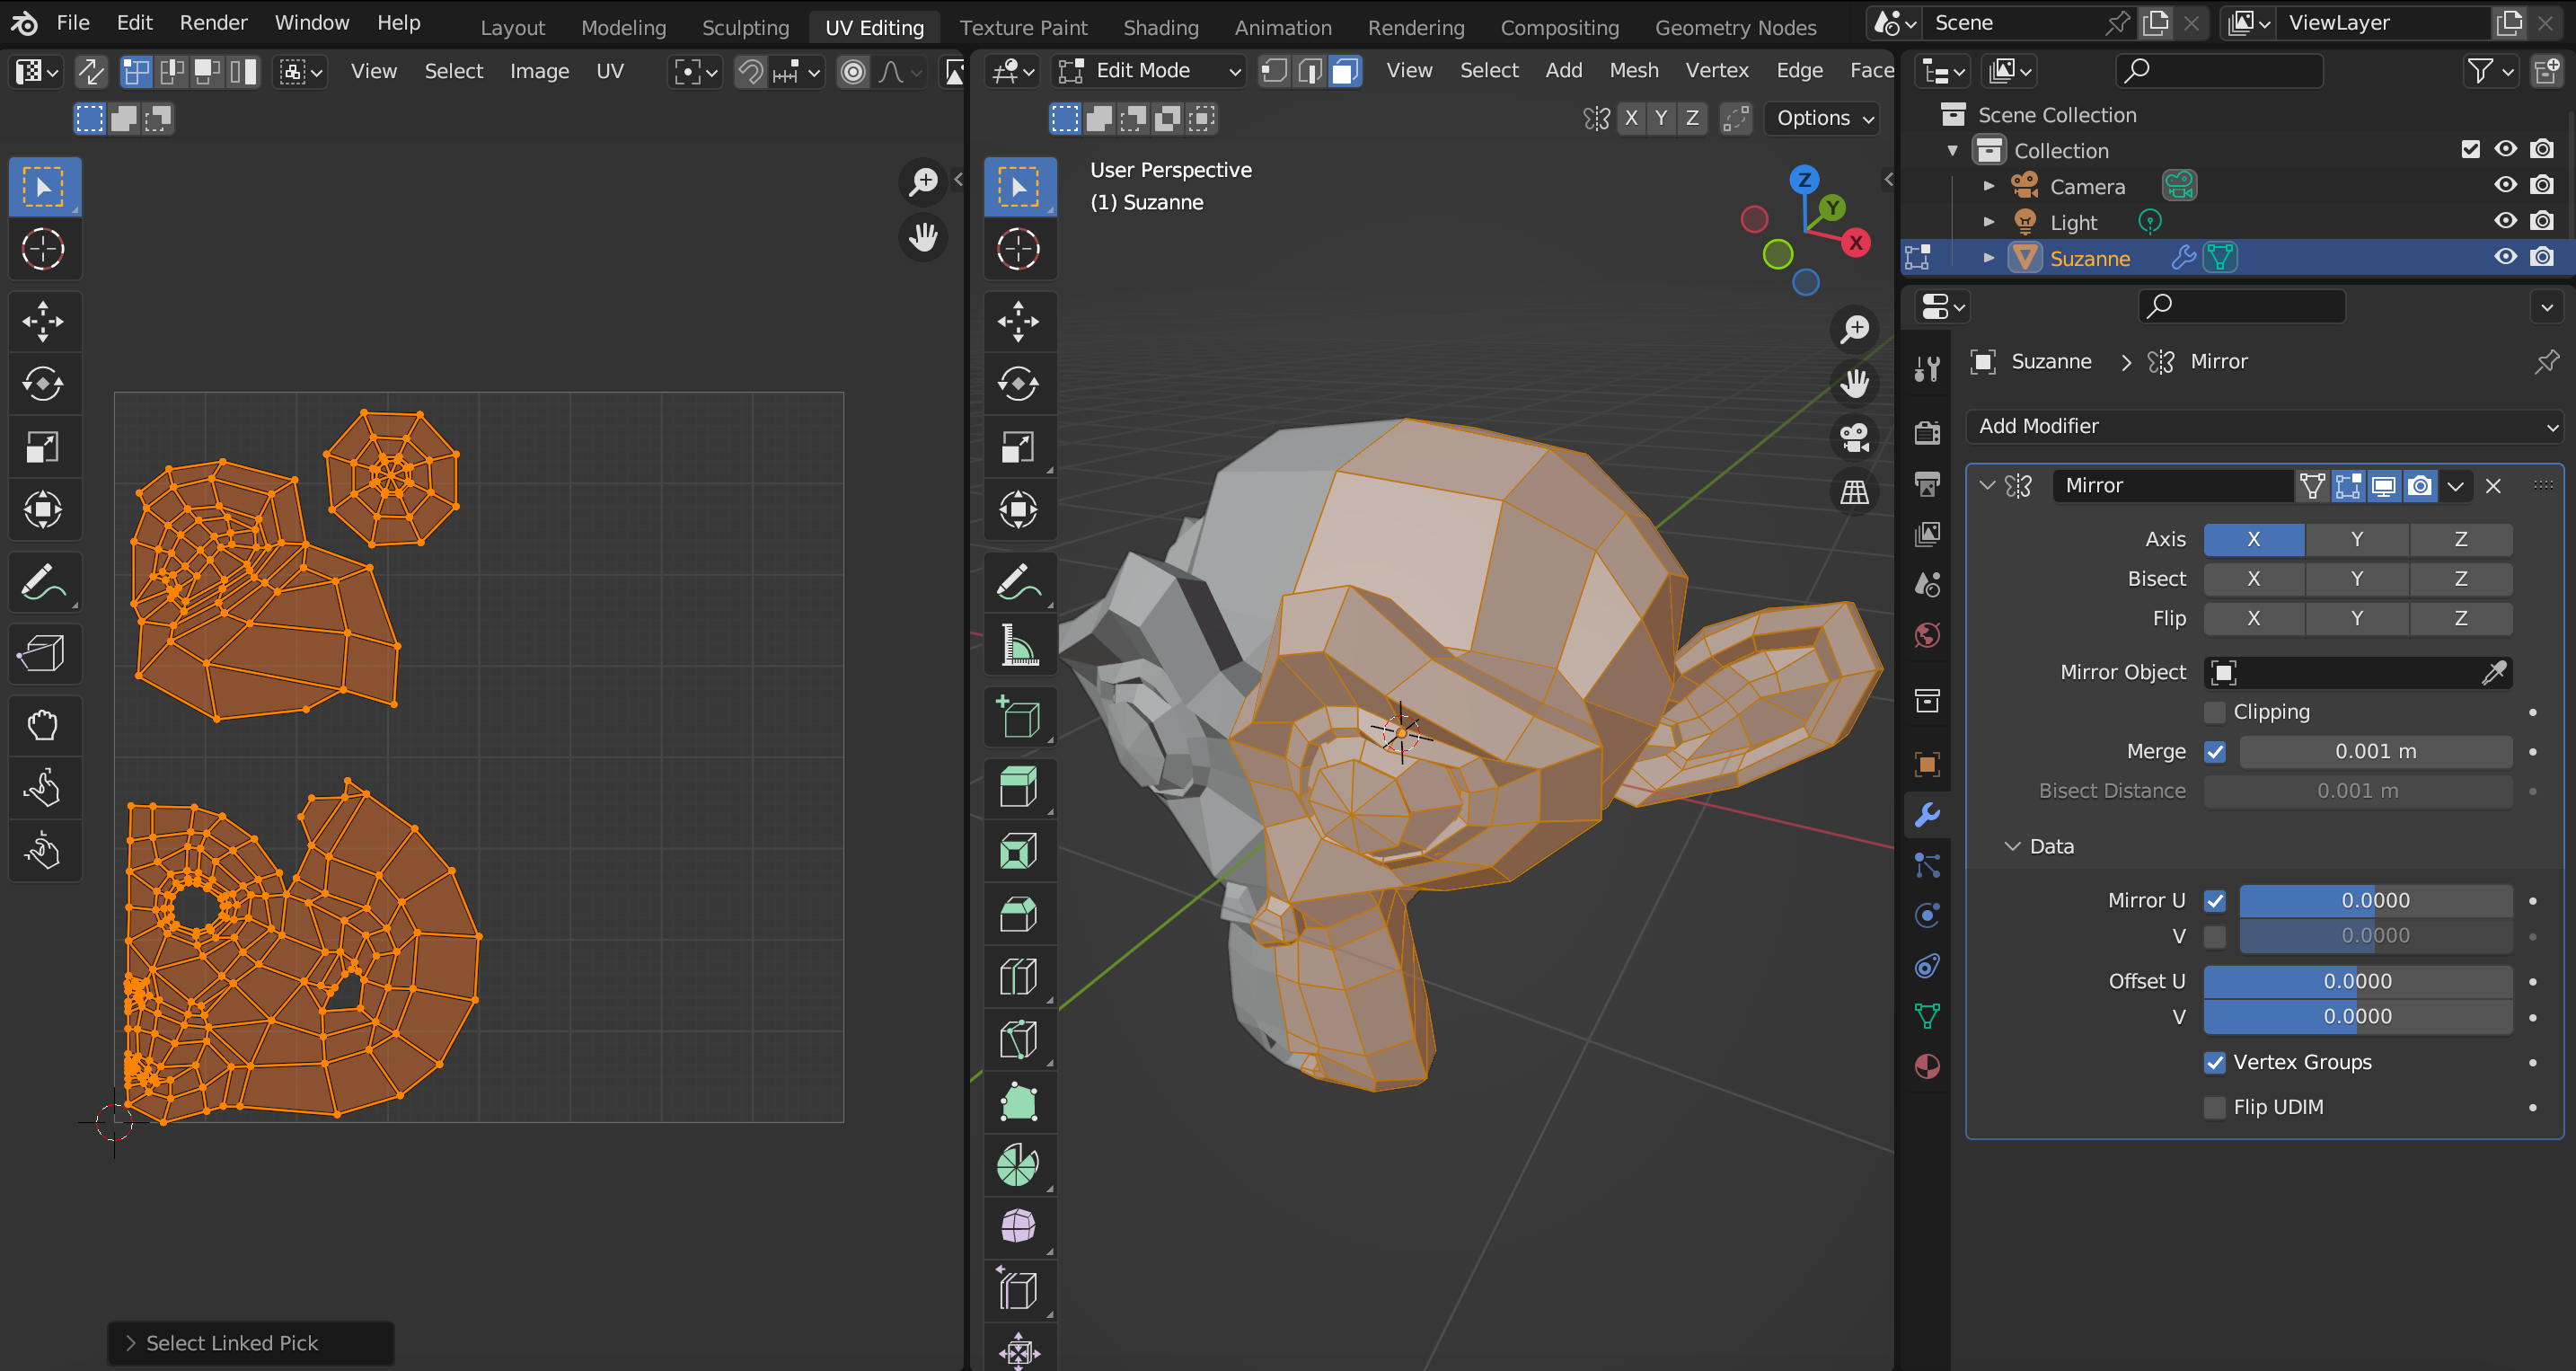 File Edit Render Window Help Layout Modeling Sculpting UV Editing Texture Paint Shading Animation Rendering Compositing Geometry Nodes Scene ViewLayer
View Select Image UV
Edit Mode View Select Add Mesh Vertex Edge Face
X Y Z Options
User Perspective
(1) Suzanne
Z
Y
X
Scene Collection
Collection
Camera
Light
Suzanne
Suzanne Mirror
Add Modifier
Mirror
Axis X Y Z
Bisect X Y Z
Flip X Y Z
Mirror Object
Clipping
Merge 0.001 m
Bisect Distance 0.001 m
Data
Mirror U 0.0000
V 0.0000
Offset U 0.0000
V 0.0000
Vertex Groups
Flip UDIM
Select Linked Pick